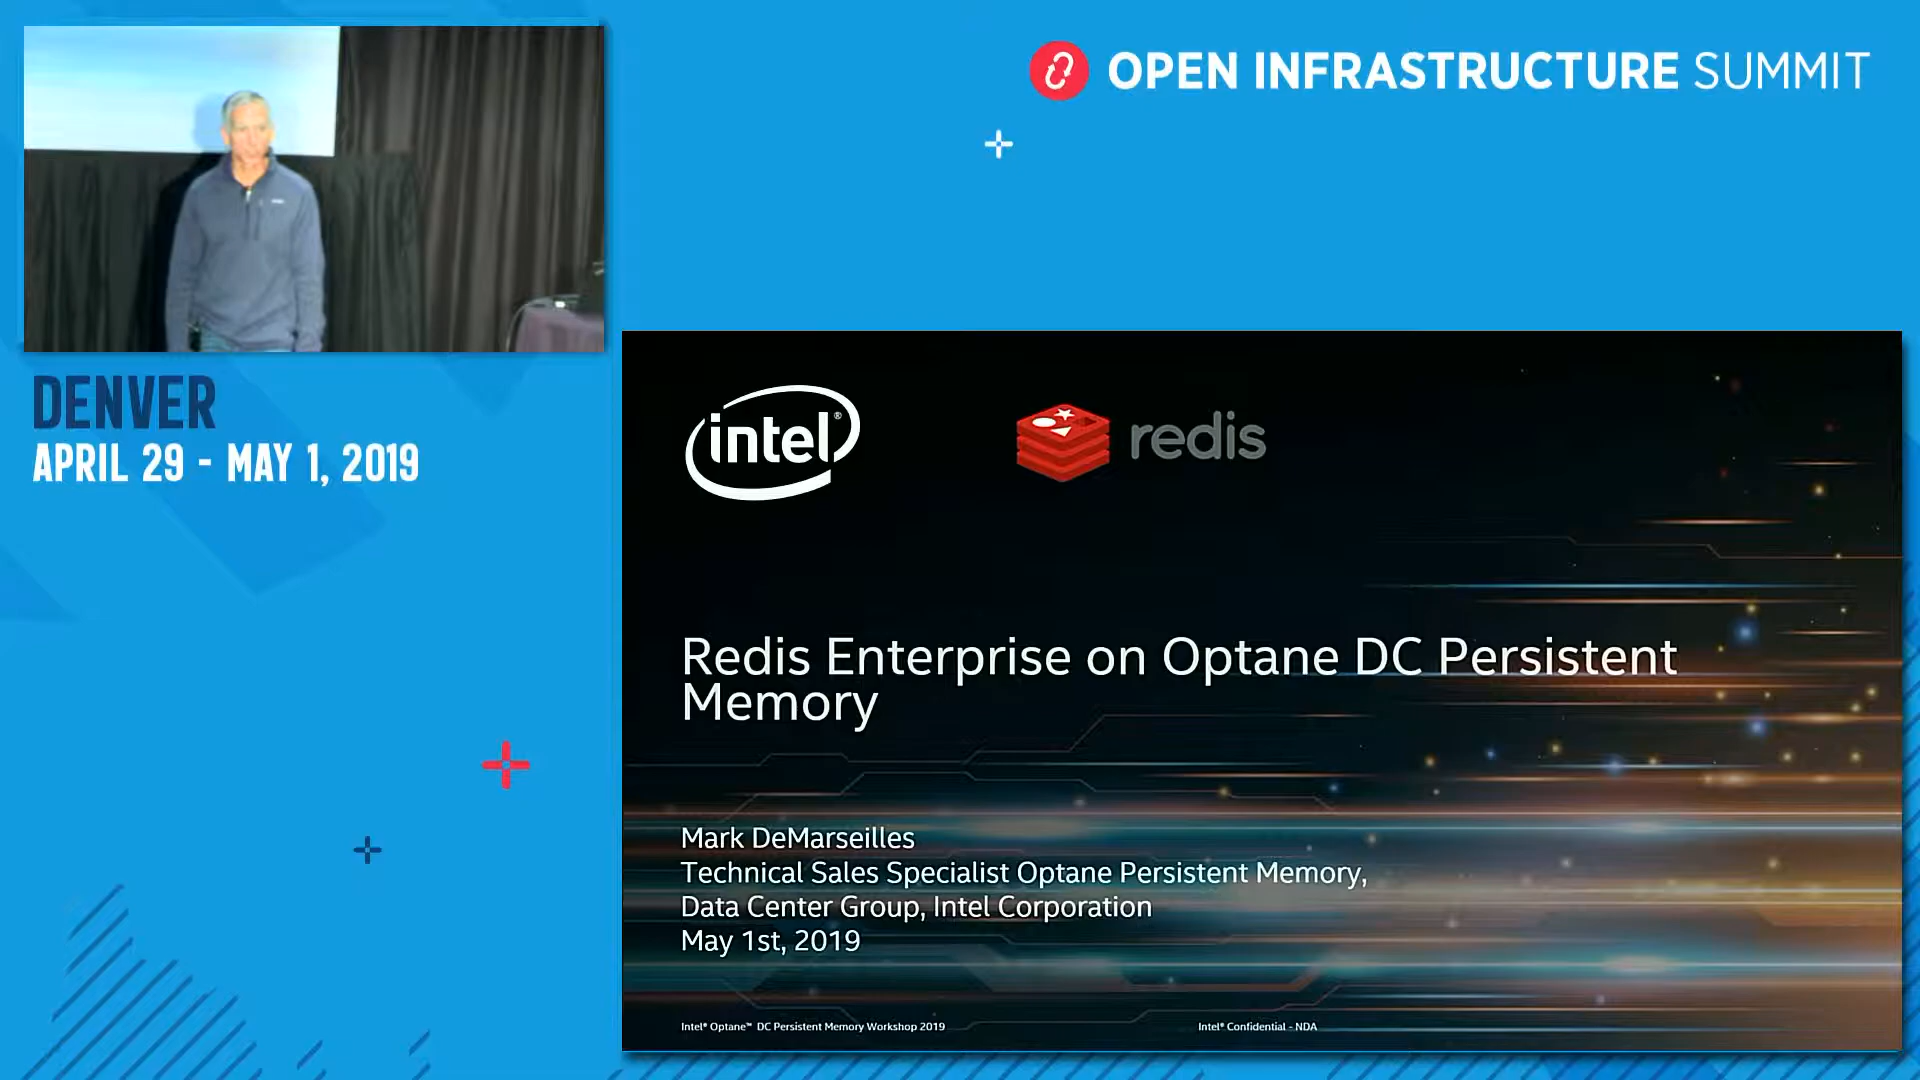 OPEN INFRASTRUCTURE SUMMIT
DENVER
APRIL 29 - MAY 1, 2019
intel®
redis
Redis Enterprise on Optane DC Persistent
Memory
Mark DeMarseilles
Technical Sales Specialist Optane Persistent Memory,
Data Center Group, Intel Corporation
May 1st, 2019
Intel® Optane™ DC Persistent Memory Workshop 2019
Intel® Confidential - NDA